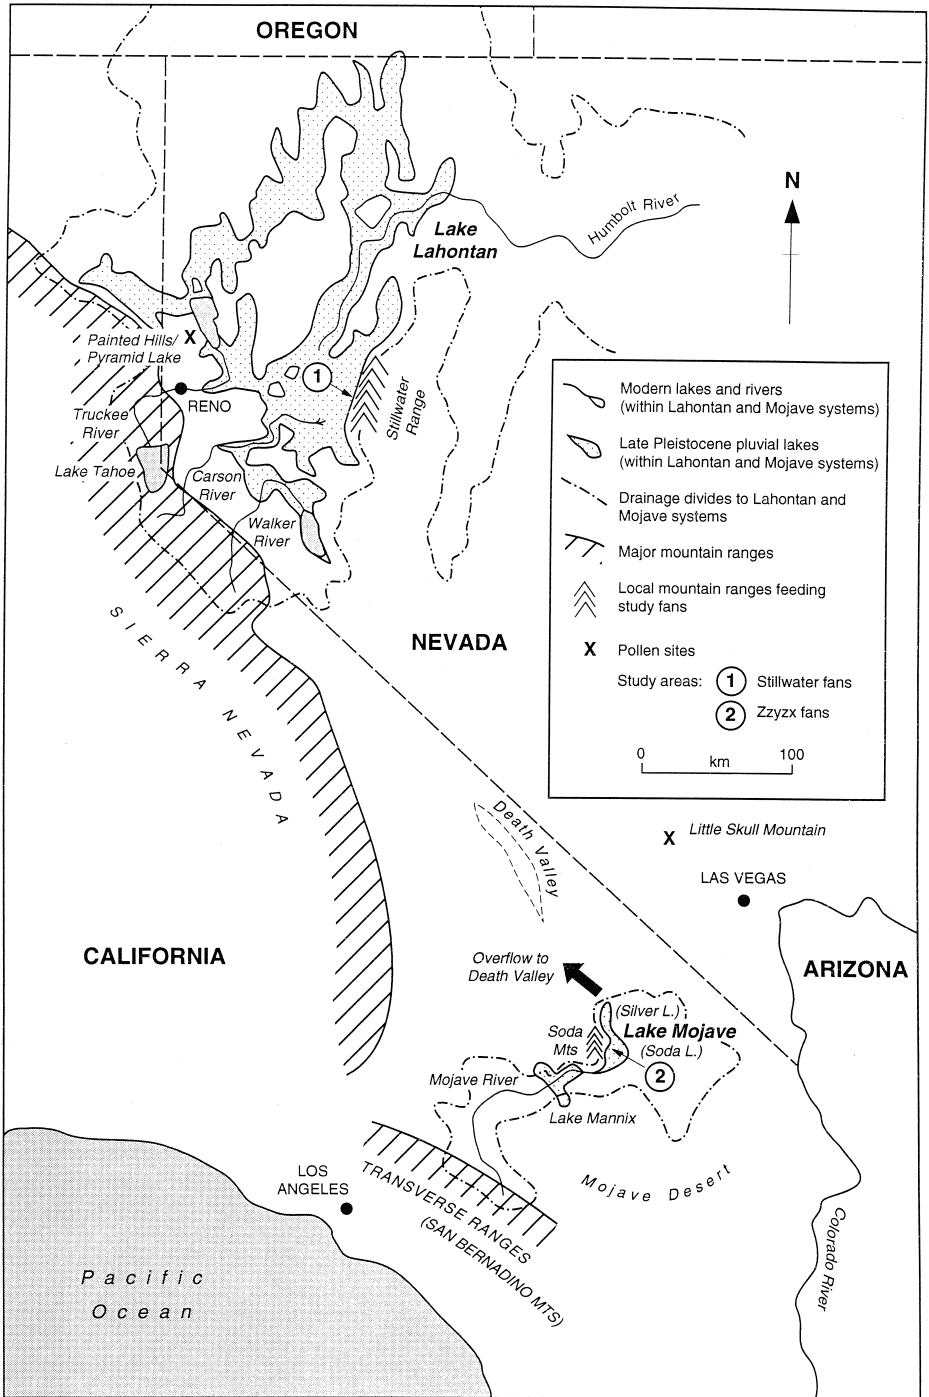 OREGON
N
Humbolt River
Lake
Lahontan
Painted Hills/
Pyramid Lake
X
1
RENO
Stillwater
Range
Truckee
River
Lake Tahoe
Carson
River
Walker
River
Modern lakes and rivers
(within Lahontan and Mojave systems)
Late Pleistocene pluvial lakes
(within Lahontan and Mojave systems)
Drainage divides to Lahontan and
Mojave systems
Major mountain ranges
Local mountain ranges feeding
study fans
X Pollen sites
Study areas: 1 Stillwater fans
2 Zzyzx fans
0 100
km
SIERRA NEVADA
NEVADA
Death Valley
X Little Skull Mountain
LAS VEGAS
CALIFORNIA
ARIZONA
Overflow to
Death Valley
(Silver L.)
Lake Mojave
(Soda L.)
Soda
Mts
2
Mojave River
Lake Mannix
Mojave Desert
LOS
ANGELES
TRANSVERSE RANGES
(SAN BERNADINO MTS)
Colorado River
Pacific
Ocean